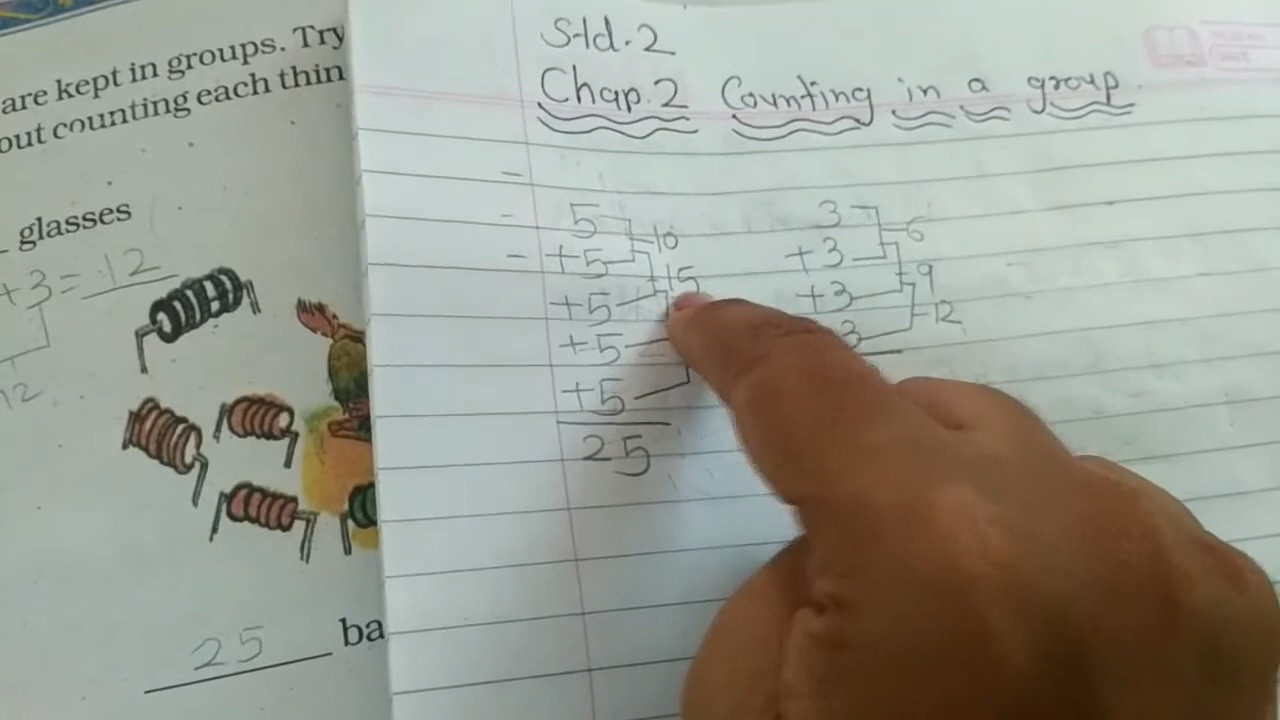 are kept in groups. Try
out counting each thin
glasses
+3=12
12
25 ba
Std. 2
Chap. 2 Counting in a group.
5
+5
+5
+5
+5
25
10
15
3
+3
+3
3
6
9
12